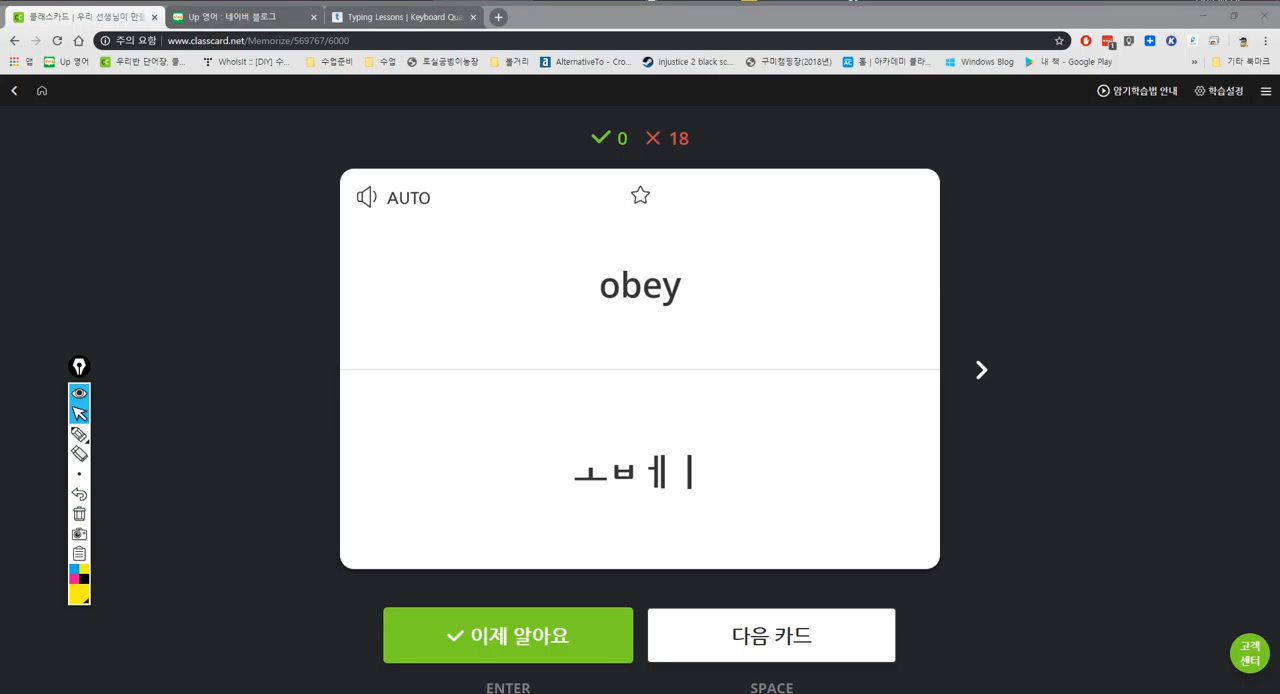 클래스카드 | 우리 선생님이 만든
Up 영어 : 네이버 블로그
Typing Lessons | Keyboard Qua
주의 요함 | www.classcard.net/Memorize/569767/6000
앱 Up 영어 우리반 단어장, 클... WhoIs!t :: [DIY] 수... 수업준비 수업 토실굼벵이농장 볼거리 AlternativeTo - Cro... injustice 2 black sc... 구미캠핑장(2018년) 홈 | 아카데미 클라... Windows Blog 내 책 - Google Play » 기타 북마크
암기학습법 안내 학습설정
0 18
AUTO
obey
ㅗㅂㅔㅣ
이제 알아요 다음 카드
ENTER SPACE
고객
센터